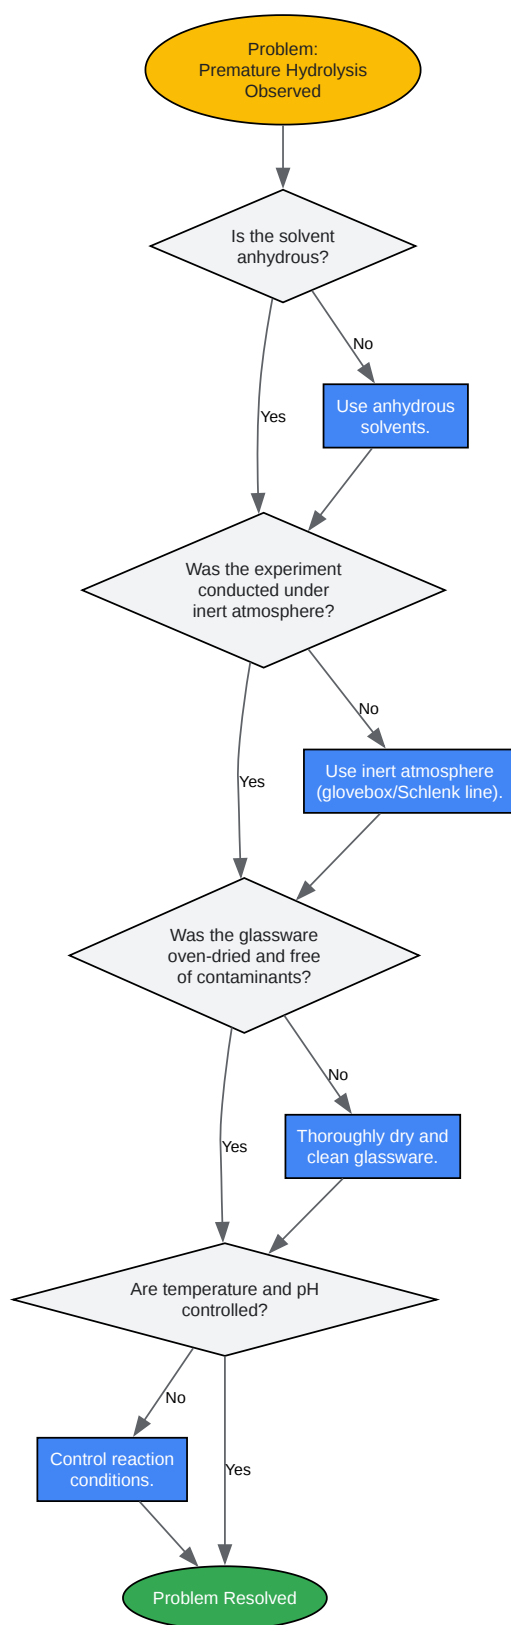 Problem:
Premature Hydrolysis
Observed
Is the solvent
anhydrous?
No
Use anhydrous
solvents.
Yes
Was the experiment
conducted under
inert atmosphere?
No
Use inert atmosphere
(glovebox/Schlenk line).
Yes
Was the glassware
oven-dried and free
of contaminants?
No
Thoroughly dry and
clean glassware.
Yes
Are temperature and pH
controlled?
No
Control reaction
conditions.
Yes
Problem Resolved